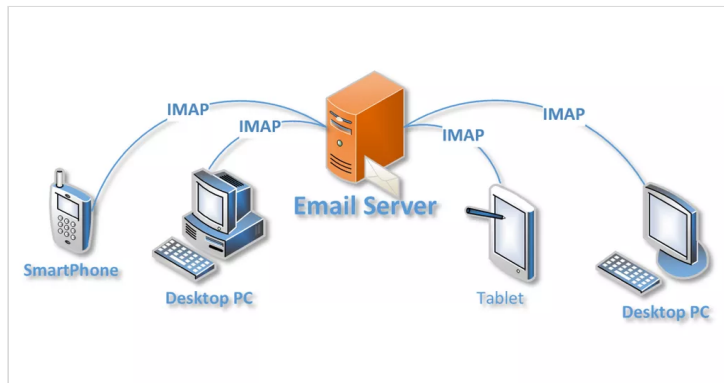 IMAP
IMAP
IMAP
IMAP
Email Server
SmartPhone
Desktop PC
Tablet
Desktop PC